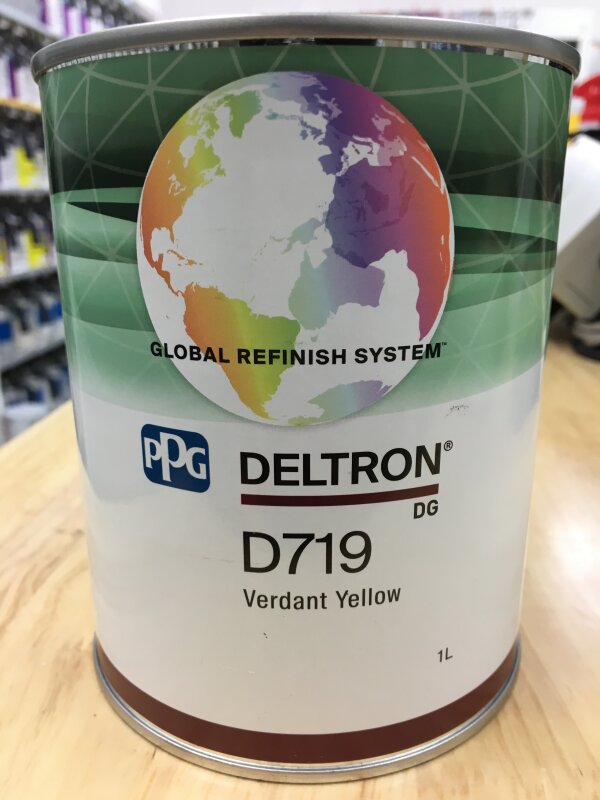 GLOBAL REFINISH SYSTEM™
PPG
DELTRON®
DG
D719
Verdant Yellow
1L